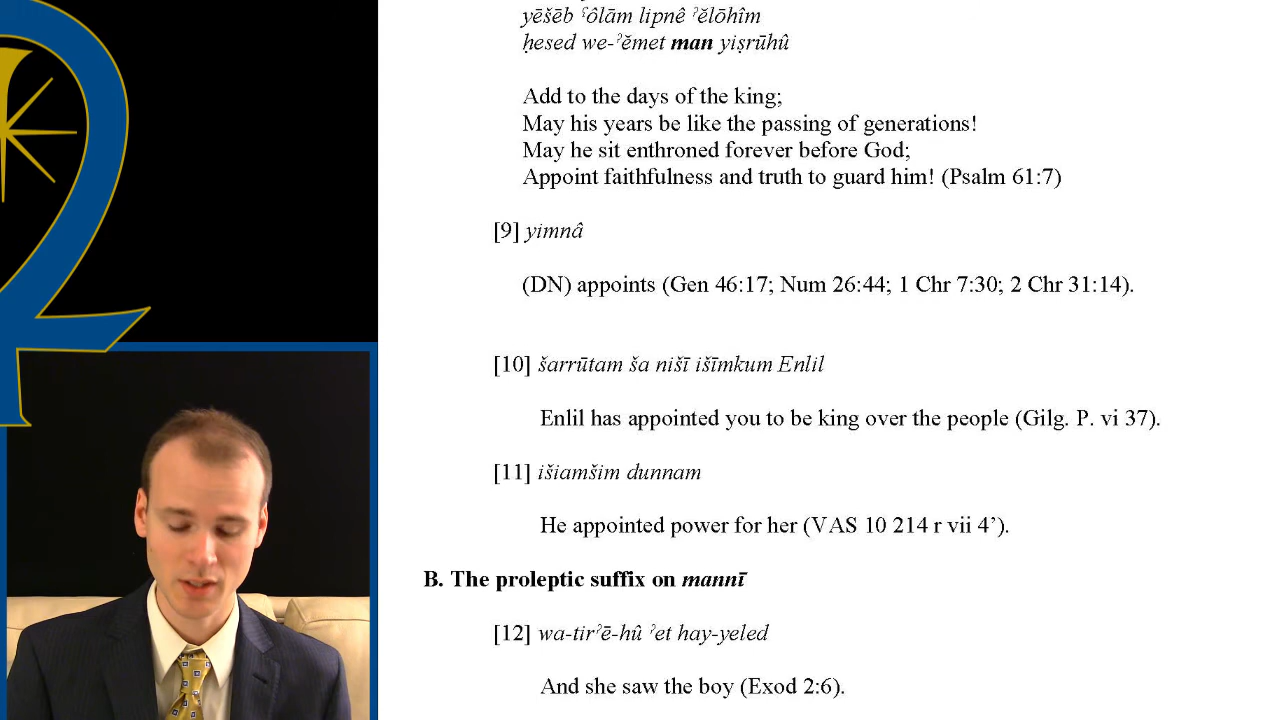 yēšēb ˁôlām lipnê ˀĕlōhîm
ḥesed we-ˀĕmet man yiṣrūhû
Add to the days of the king;
May his years be like the passing of generations!
May he sit enthroned forever before God;
Appoint faithfulness and truth to guard him! (Psalm 61:7)
[9] yimnâ
(DN) appoints (Gen 46:17; Num 26:44; 1 Chr 7:30; 2 Chr 31:14).
[10] šarrūtam ša nišī išīmkum Enlil
Enlil has appointed you to be king over the people (Gilg. P. vi 37).
[11] išiamšim dunnam
He appointed power for her (VAS 10 214 r vii 4’).
B. The proleptic suffix on mannī
[12] wa-tirˀē-hû ˀet hay-yeled
And she saw the boy (Exod 2:6).